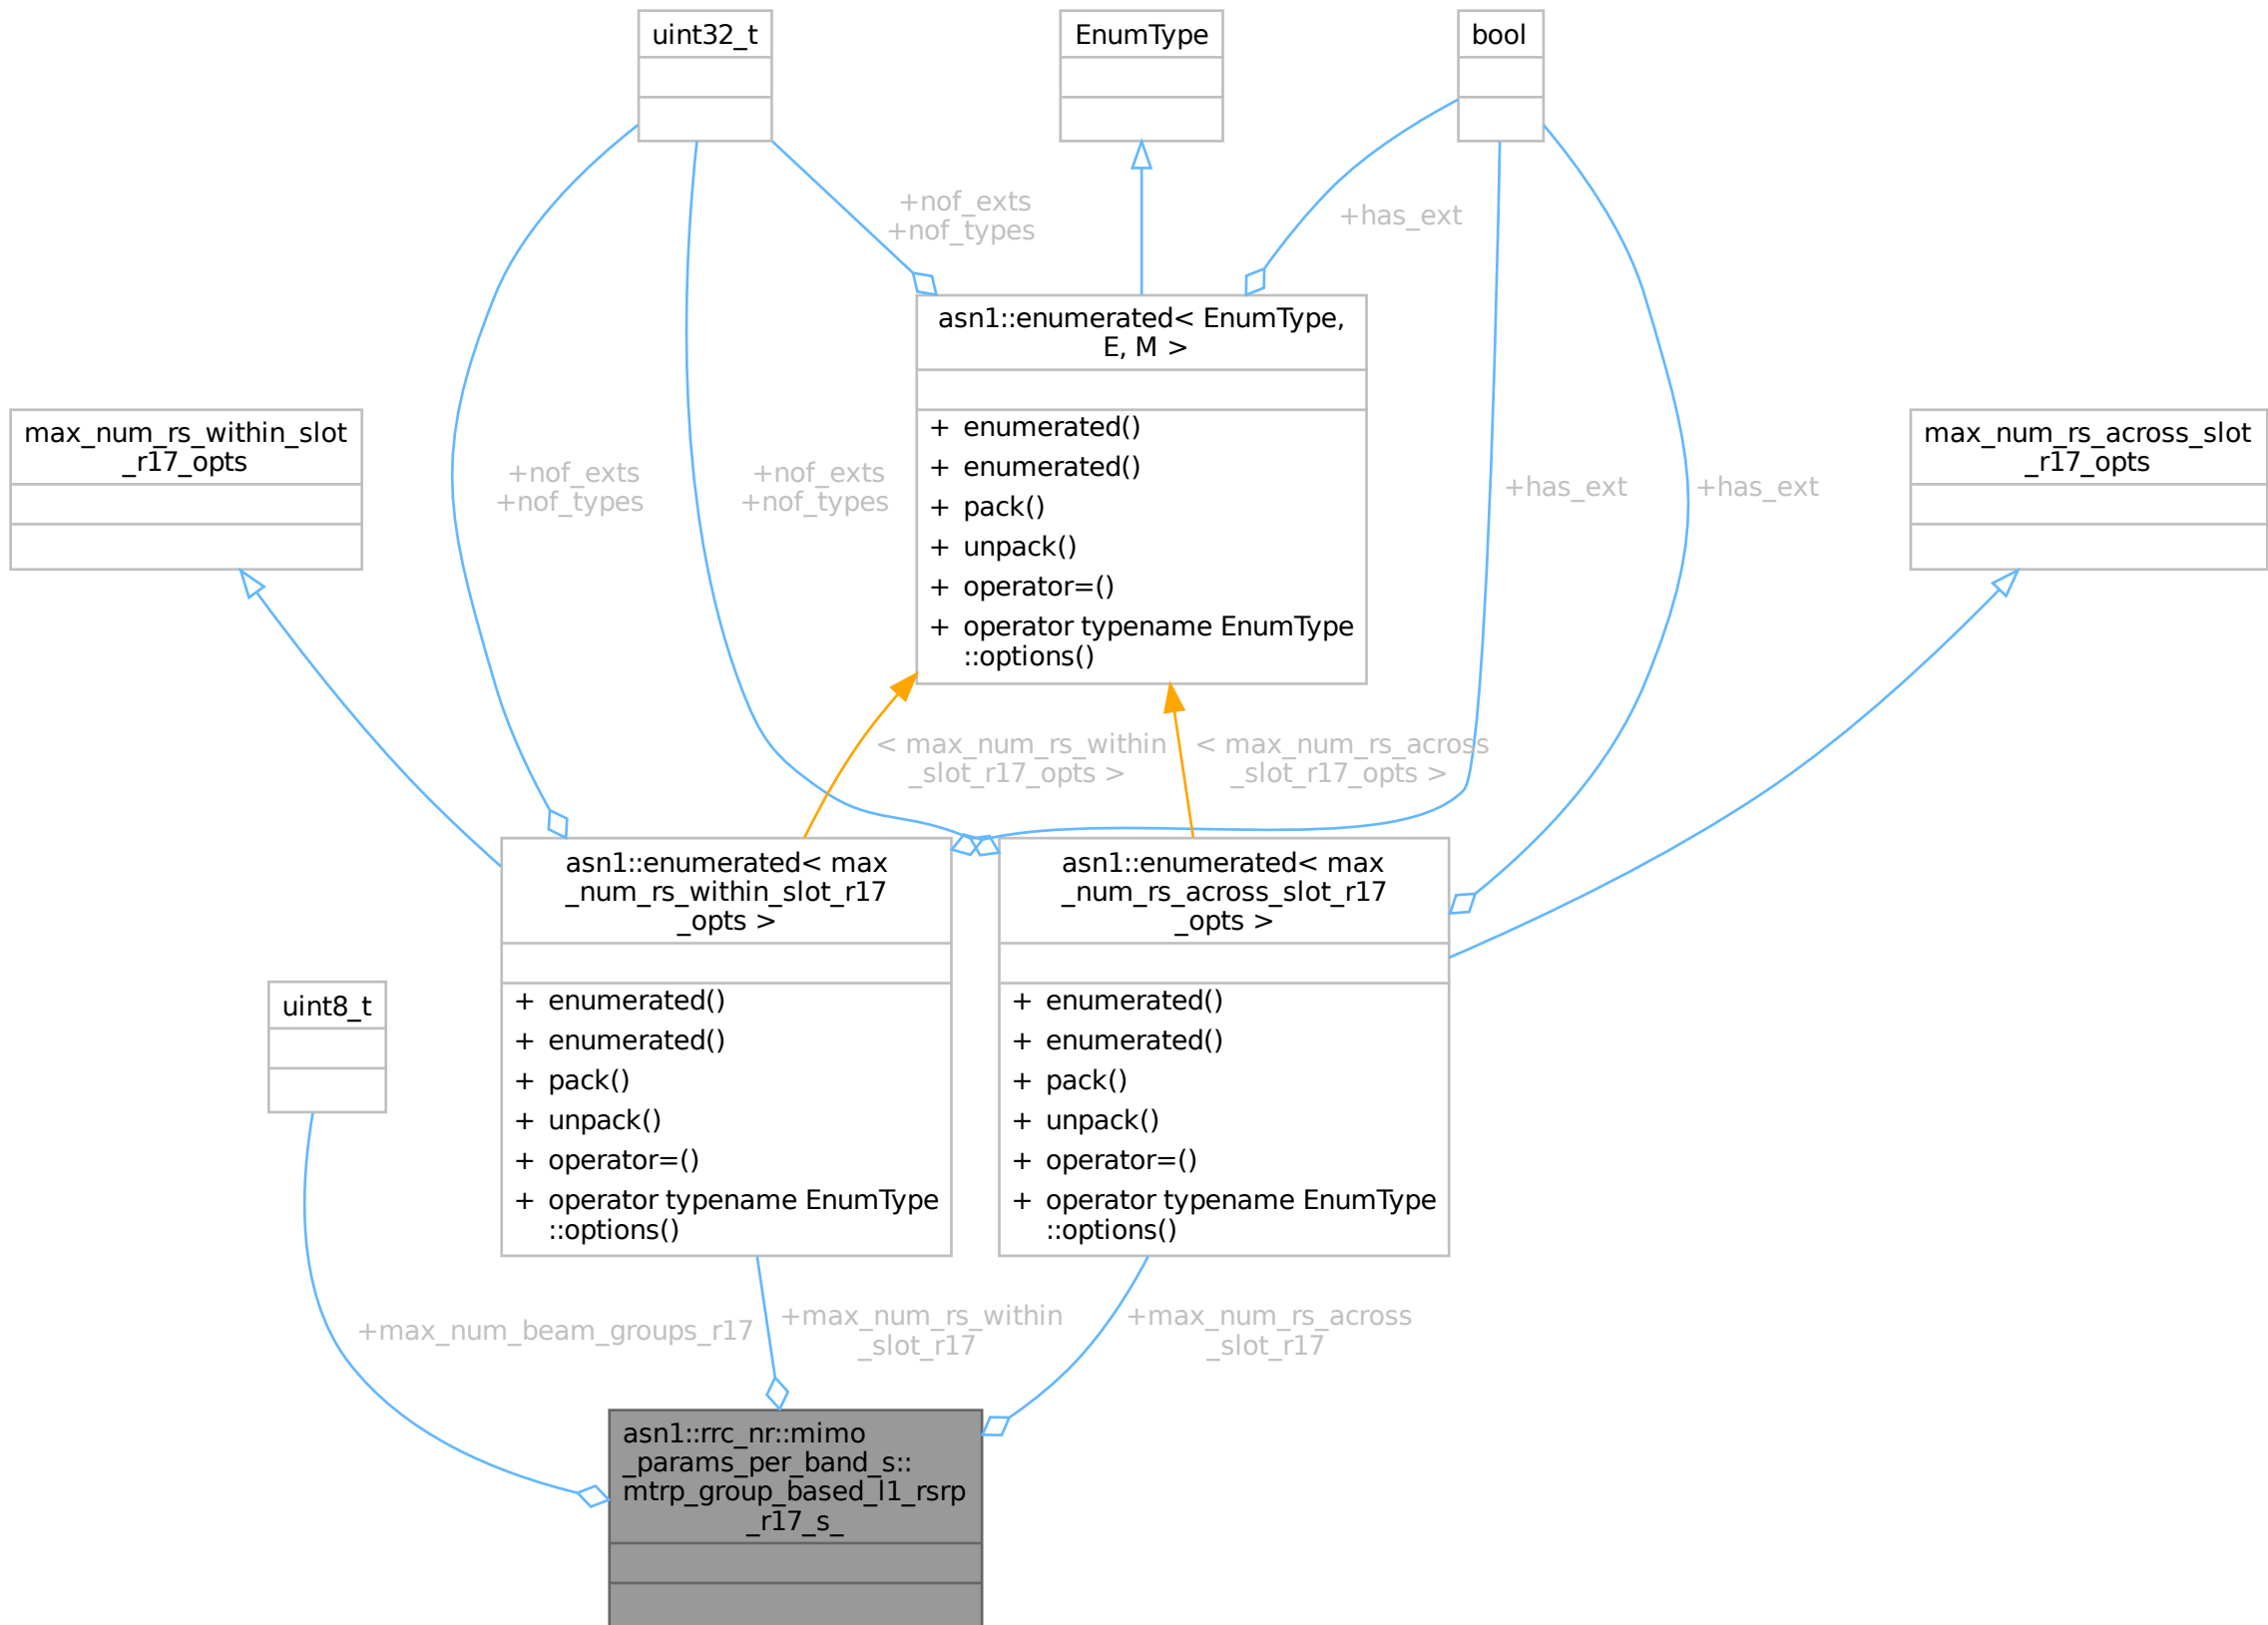 uint32_t
EnumType
bool
+nof_exts
+nof_types
+has_ext
asn1::enumerated< EnumType,
E, M >
+ enumerated()
+ enumerated()
+ pack()
+ unpack()
+ operator=()
+ operator typename EnumType
::options()
max_num_rs_within_slot
_r17_opts
max_num_rs_across_slot
_r17_opts
+nof_exts
+nof_types
+nof_exts
+nof_types
+has_ext
+has_ext
< max_num_rs_within
_slot_r17_opts >
< max_num_rs_across
_slot_r17_opts >
asn1::enumerated< max
_num_rs_within_slot_r17
_opts >
+ enumerated()
+ enumerated()
+ pack()
+ unpack()
+ operator=()
+ operator typename EnumType
::options()
asn1::enumerated< max
_num_rs_across_slot_r17
_opts >
+ enumerated()
+ enumerated()
+ pack()
+ unpack()
+ operator=()
+ operator typename EnumType
::options()
uint8_t
+max_num_beam_groups_r17
+max_num_rs_within
_slot_r17
+max_num_rs_across
_slot_r17
asn1::rrc_nr::mimo
_params_per_band_s::
mtrp_group_based_l1_rsrp
_r17_s_